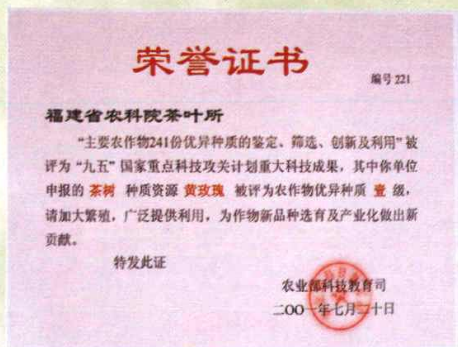 荣誉证书
编号221
福建省农科院茶叶所
“主要农作物241份优异种质的鉴定、筛选、创新及利用”被
评为“九五”国家重点科技攻关计划重大科技成果，其中你单位
申报的 茶树 种质资源 黄玫瑰 被评为农作物优异种质 壹 级，
请加大繁殖，广泛提供利用，为作物新品种选育及产业化做出新
贡献。
特发此证
农业部科技教育司
二〇〇一年七月二十日